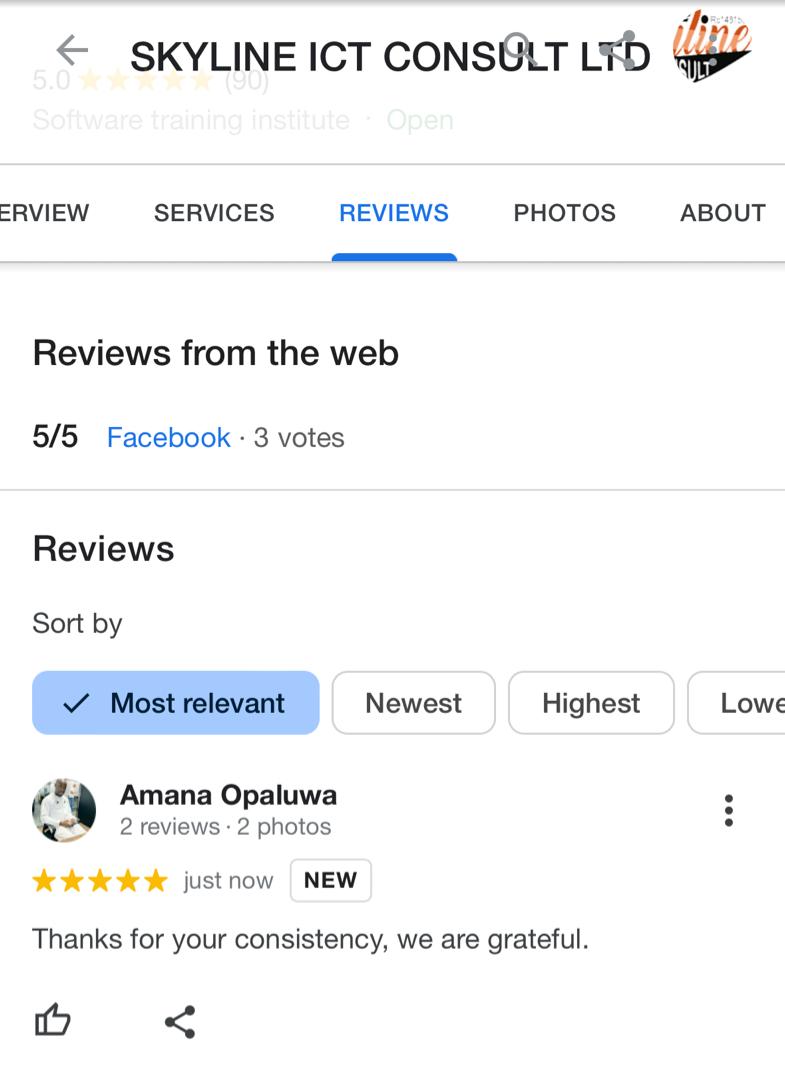 SKYLINE ICT CONSULT LTD
iline
SULT
5.0 (90)
Software training institute · Open
ERVIEW SERVICES REVIEWS PHOTOS ABOUT
Reviews from the web
5/5 Facebook · 3 votes
Reviews
Sort by
Most relevant Newest Highest Lowe
Amana Opaluwa
2 reviews · 2 photos
just now NEW
Thanks for your consistency, we are grateful.